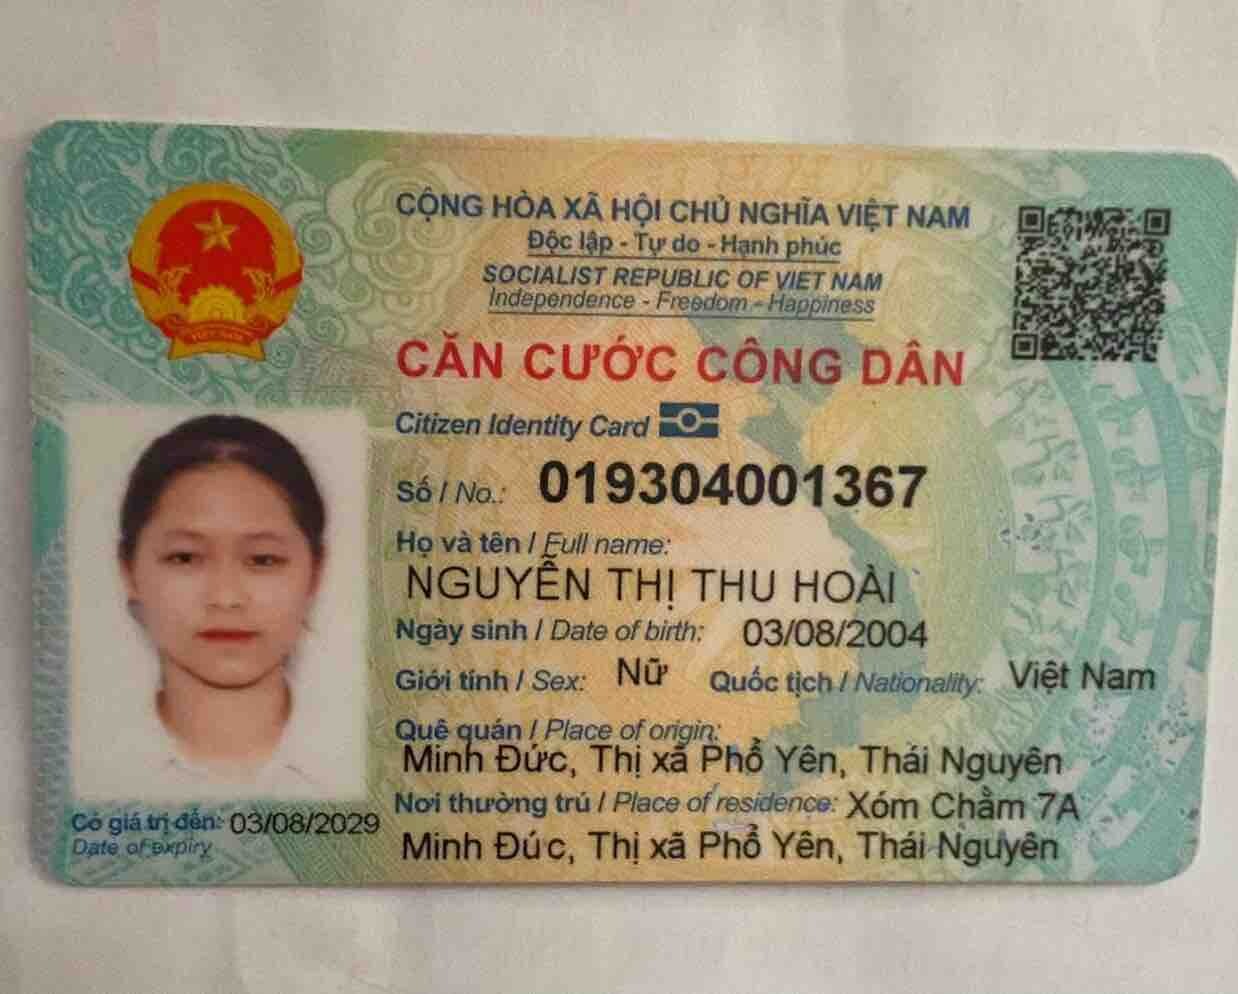 CỘNG HÒA XÃ HỘI CHỦ NGHĨA VIỆT NAM
Độc lập - Tự do - Hạnh phúc
SOCIALIST REPUBLIC OF VIET NAM
Independence - Freedom - Happiness
CĂN CƯỚC CÔNG DÂN
Citizen Identity Card
Số / No.: 019304001367
Họ và tên / Full name:
NGUYỄN THỊ THU HOÀI
Ngày sinh / Date of birth: 03/08/2004
Giới tính / Sex: Nữ Quốc tịch / Nationality: Việt Nam
Quê quán / Place of origin:
Minh Đức, Thị xã Phổ Yên, Thái Nguyên
Nơi thường trú / Place of residence: Xóm Chằm 7A
Minh Đúc, Thị xã Phổ Yên, Thái Nguyên
Có giá trị đến: 03/08/2029
Date of expiry